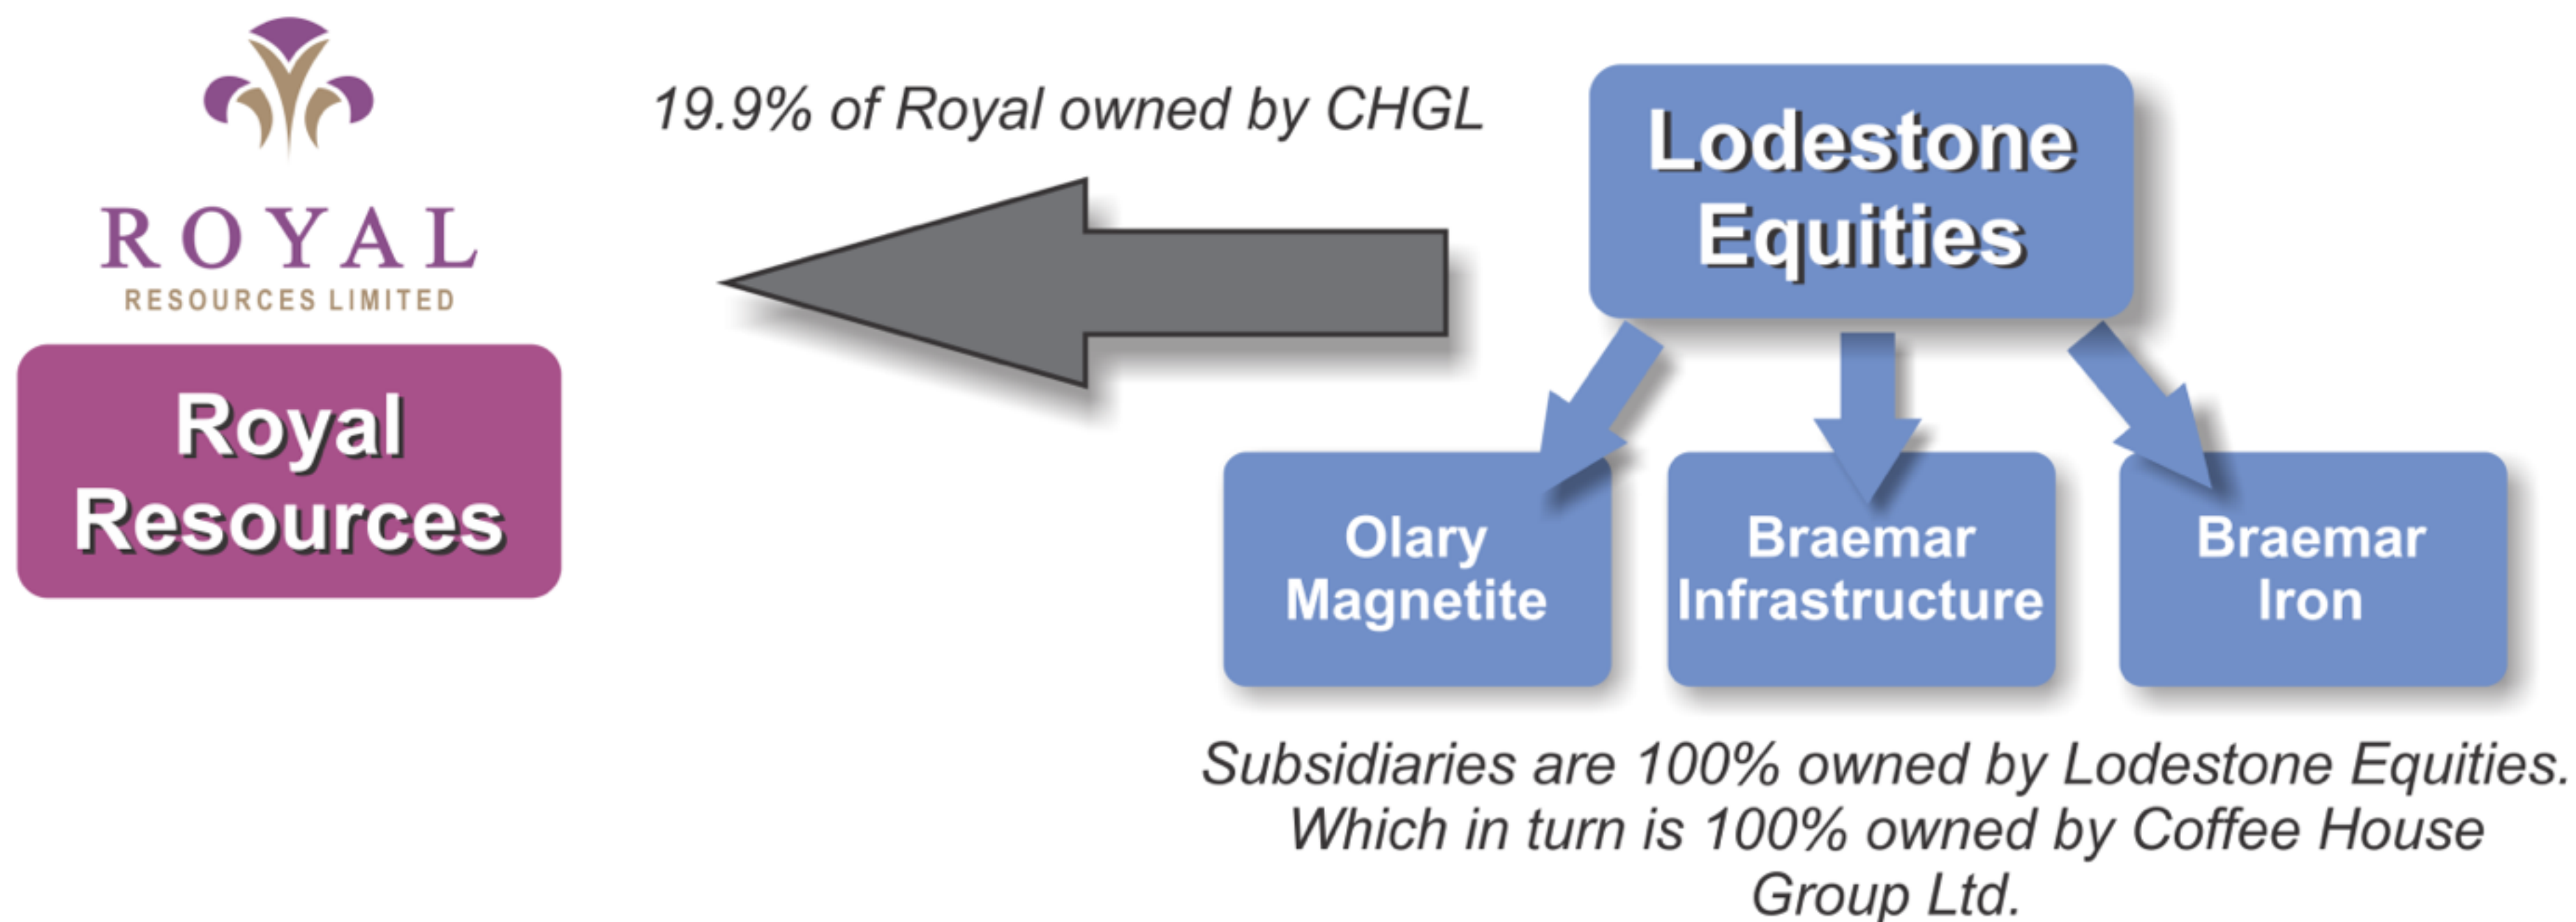 ROYAL
RESOURCES LIMITED
Royal
Resources
19.9% of Royal owned by CHGL
Lodestone
Equities
Olary
Magnetite
Braemar
Infrastructure
Braemar
Iron
Subsidiaries are 100% owned by Lodestone Equities.
Which in turn is 100% owned by Coffee House
Group Ltd.